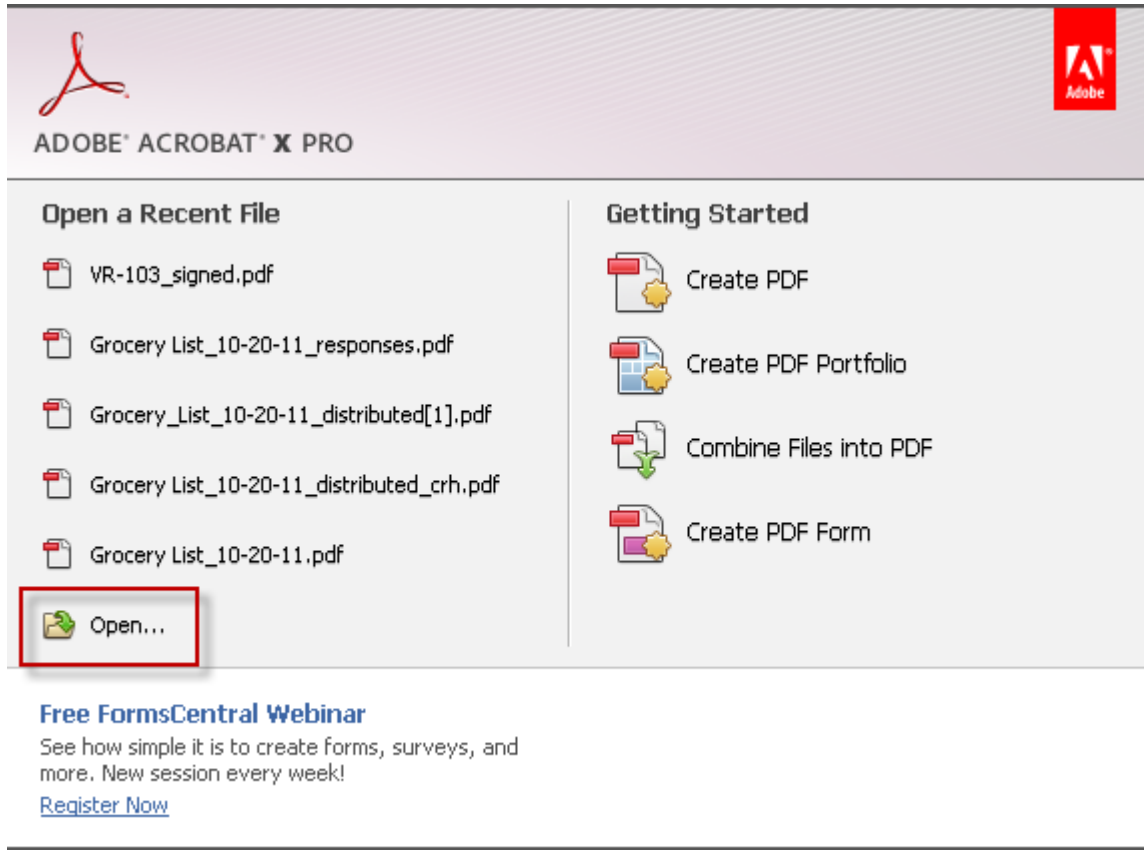 Adobe
ADOBE® ACROBAT® X PRO
Open a Recent File
VR-103_signed.pdf
Grocery List_10-20-11_responses.pdf
Grocery_List_10-20-11_distributed[1].pdf
Grocery List_10-20-11_distributed_crh.pdf
Grocery List_10-20-11.pdf
Open...
Getting Started
Create PDF
Create PDF Portfolio
Combine Files into PDF
Create PDF Form
Free FormsCentral Webinar
See how simple it is to create forms, surveys, and
more. New session every week!
Register Now